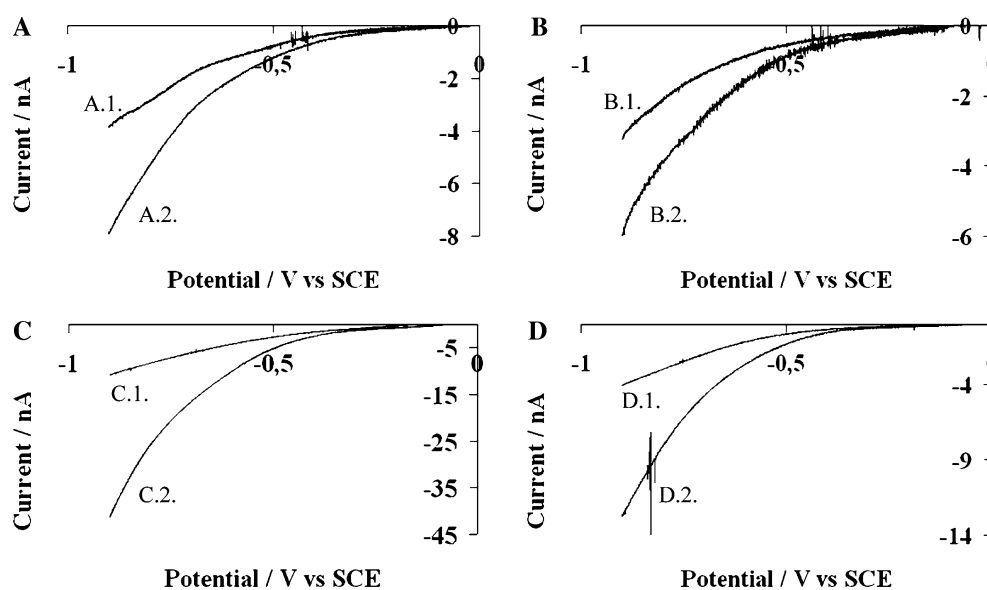 A
0
-1
-0,5
0
-2
A.1.
-4
-6
A.2.
-8
Current / nA
Potential / V vs SCE
B
0
-1
-0,5
-2
B.1.
-4
B.2.
-6
Current / nA
Potential / V vs SCE
C
-5
-1
-0,5
0
C.1.
-15
-25
C.2.
-35
-45
Current / nA
Potential / V vs SCE
D
-1
-0,5
-4
D.1.
-9
D.2.
-14
Current / nA
Potential / V vs SCE